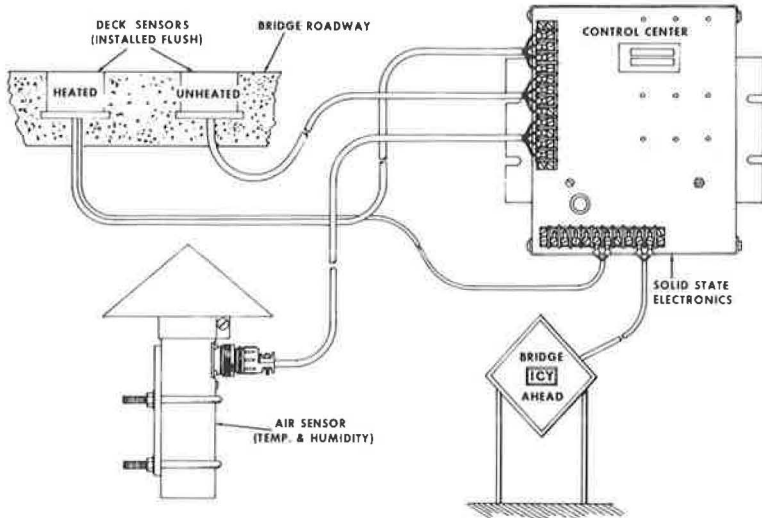 DECK SENSORS
(INSTALLED FLUSH)
BRIDGE ROADWAY
HEATED
UNHEATED
CONTROL CENTER
SOLID STATE
ELECTRONICS
BRIDGE
ICY
AHEAD
AIR SENSOR
(TEMP. & HUMIDITY)